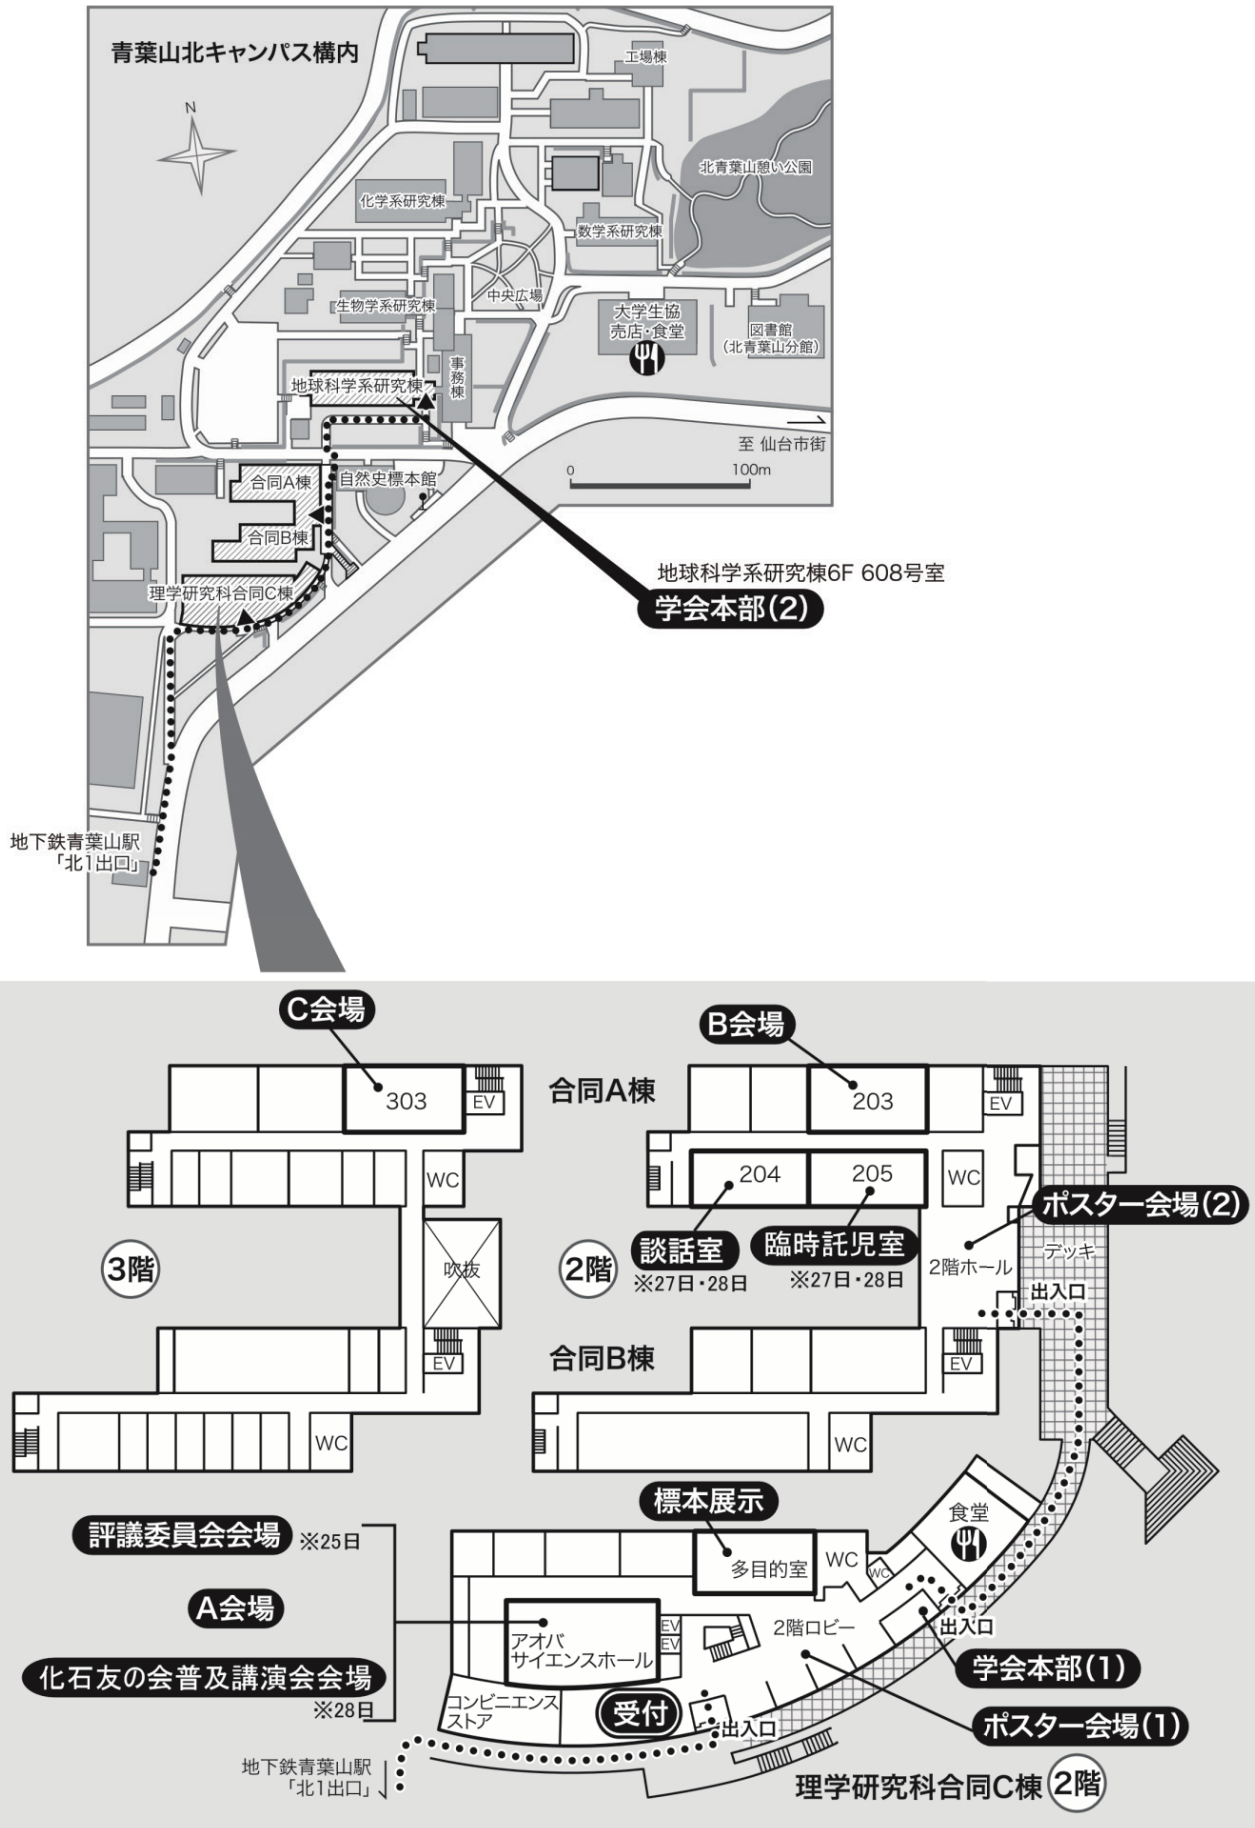 青葉山北キャンパス構内
N
工場棟
北青葉山憩い公園
化学系研究棟
数学系研究棟
中央広場
生物学系研究棟
大学生協
売店・食堂
図書館
(北青葉山分館)
事務棟
地球科学系研究棟
至 仙台市街
0
100m
合同A棟
自然史標本館
合同B棟
理学研究科合同C棟
地球科学系研究棟6F 608号室
学会本部(2)
地下鉄青葉山駅
「北1出口」
C会場
B会場
303
EV
合同A棟
203
EV
WC
204
205
WC
ポスター会場(2)
談話室
※27日・28日
臨時託児室
※27日・28日
3階
吹抜
2階
2階ホール
デッキ
出入口
EV
合同B棟
EV
WC
WC
標本展示
食堂
評議委員会会場
※25日
多目的室
WC
WC
A会場
アオバ
サイエンスホール
EV
EV
2階ロビー
出入口
化石友の会普及講演会会場
※28日
学会本部(1)
コンビニエンス
ストア
受付
出入口
ポスター会場(1)
地下鉄青葉山駅
「北1出口」
理学研究科合同C棟
2階